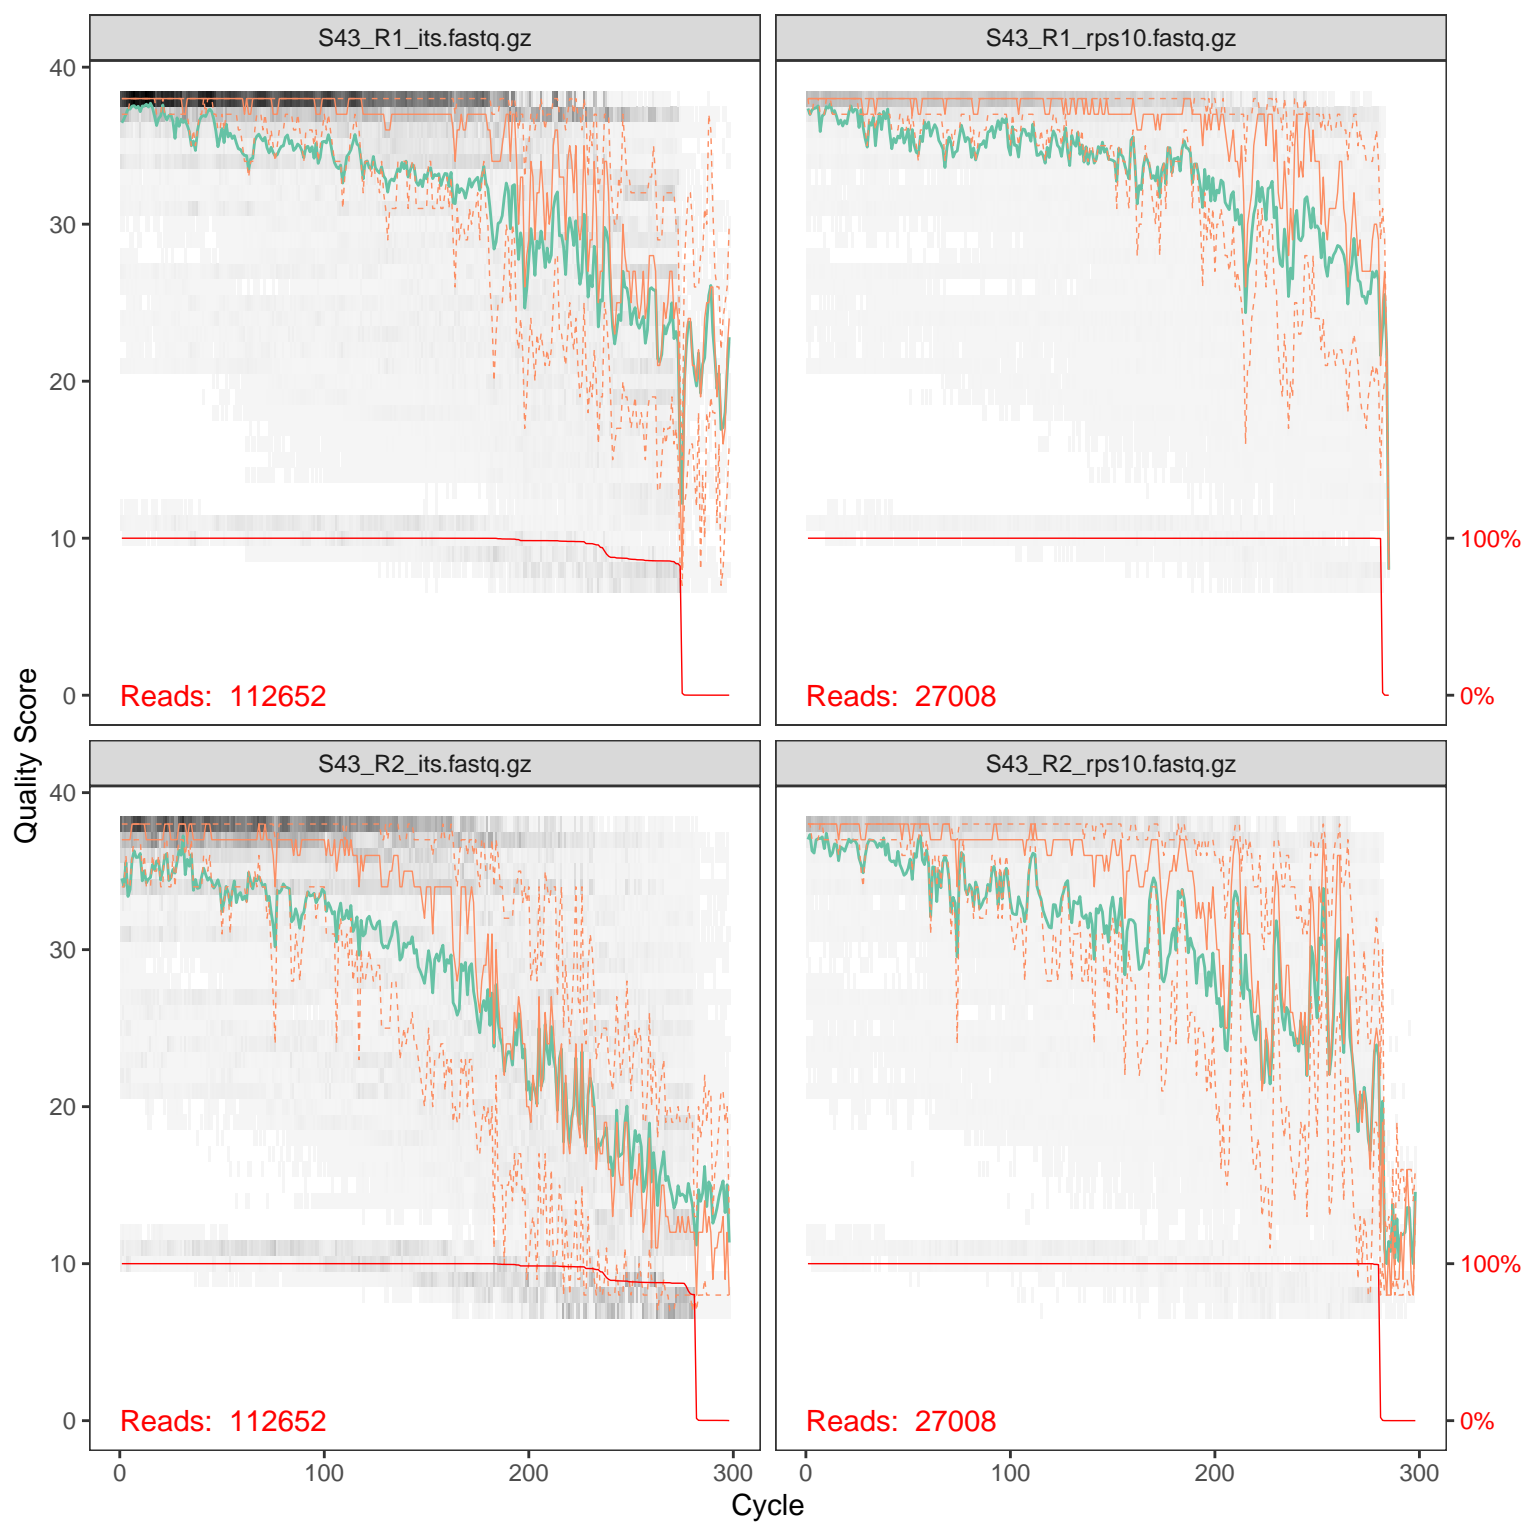 S43_R1_its.fastq.gz
S43_R1_rps10.fastq.gz
40
30
20
10
0
100%
0%
Reads: 112652
Reads: 27008
Quality Score
S43_R2_its.fastq.gz
S43_R2_rps10.fastq.gz
40
30
20
10
0
100%
0%
Reads: 112652
Reads: 27008
0 100 200 300
0 100 200 300
Cycle